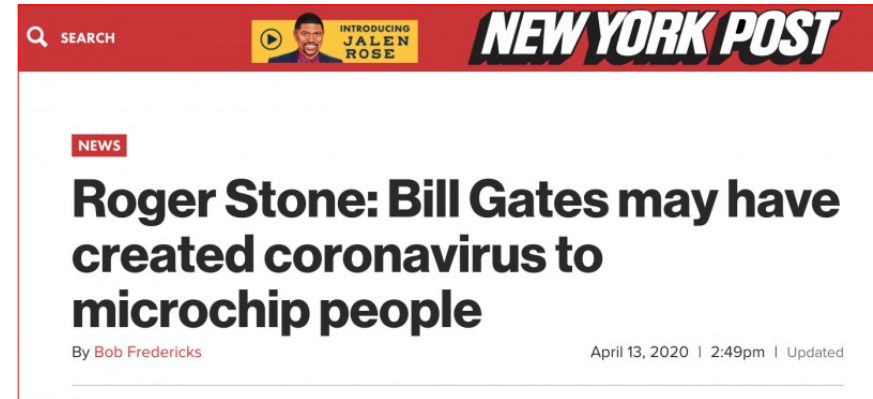 SEARCH
INTRODUCING
JALEN
ROSE
NEW YORK POST
NEWS
Roger Stone: Bill Gates may have
created coronavirus to
microchip people
By Bob Fredericks April 13, 2020 | 2:49pm | Updated